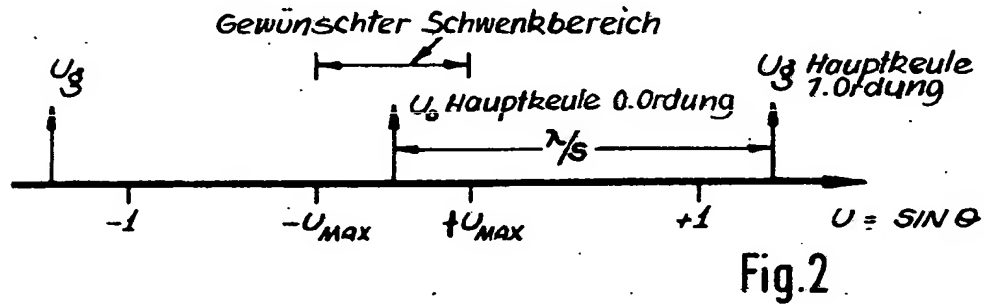 Gewünschter Schwenkbereich
Ug
Ug Hauptkeule
1.Ordung
U₀ Hauptkeule 0.Ordung
λ/S
-1
-UMAX
+UMAX
+1
U = SIN Θ
Fig.2